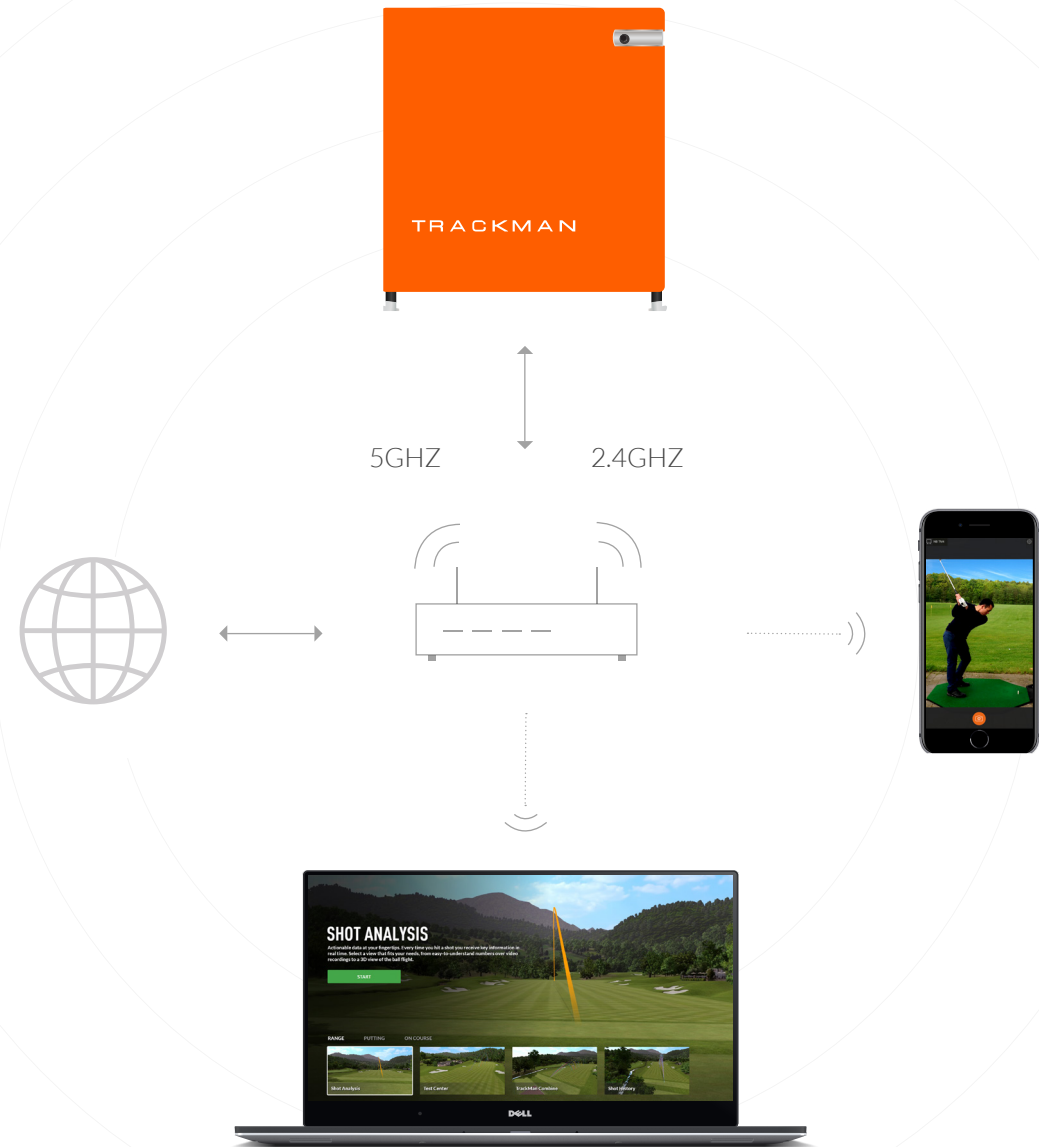 TRACKMAN
5GHZ
2.4GHZ
SHOT ANALYSIS
Actionable data at your fingertips. Every time you hit a shot you receive key information in
real time. Select a view that fits your needs, from easy-to-understand numbers over video
recordings to a 3D view of the ball flight.
START
RANGE PUTTING ON COURSE
Shot Analysis
Test Center
TrackMan Combine
Shot History
DELL